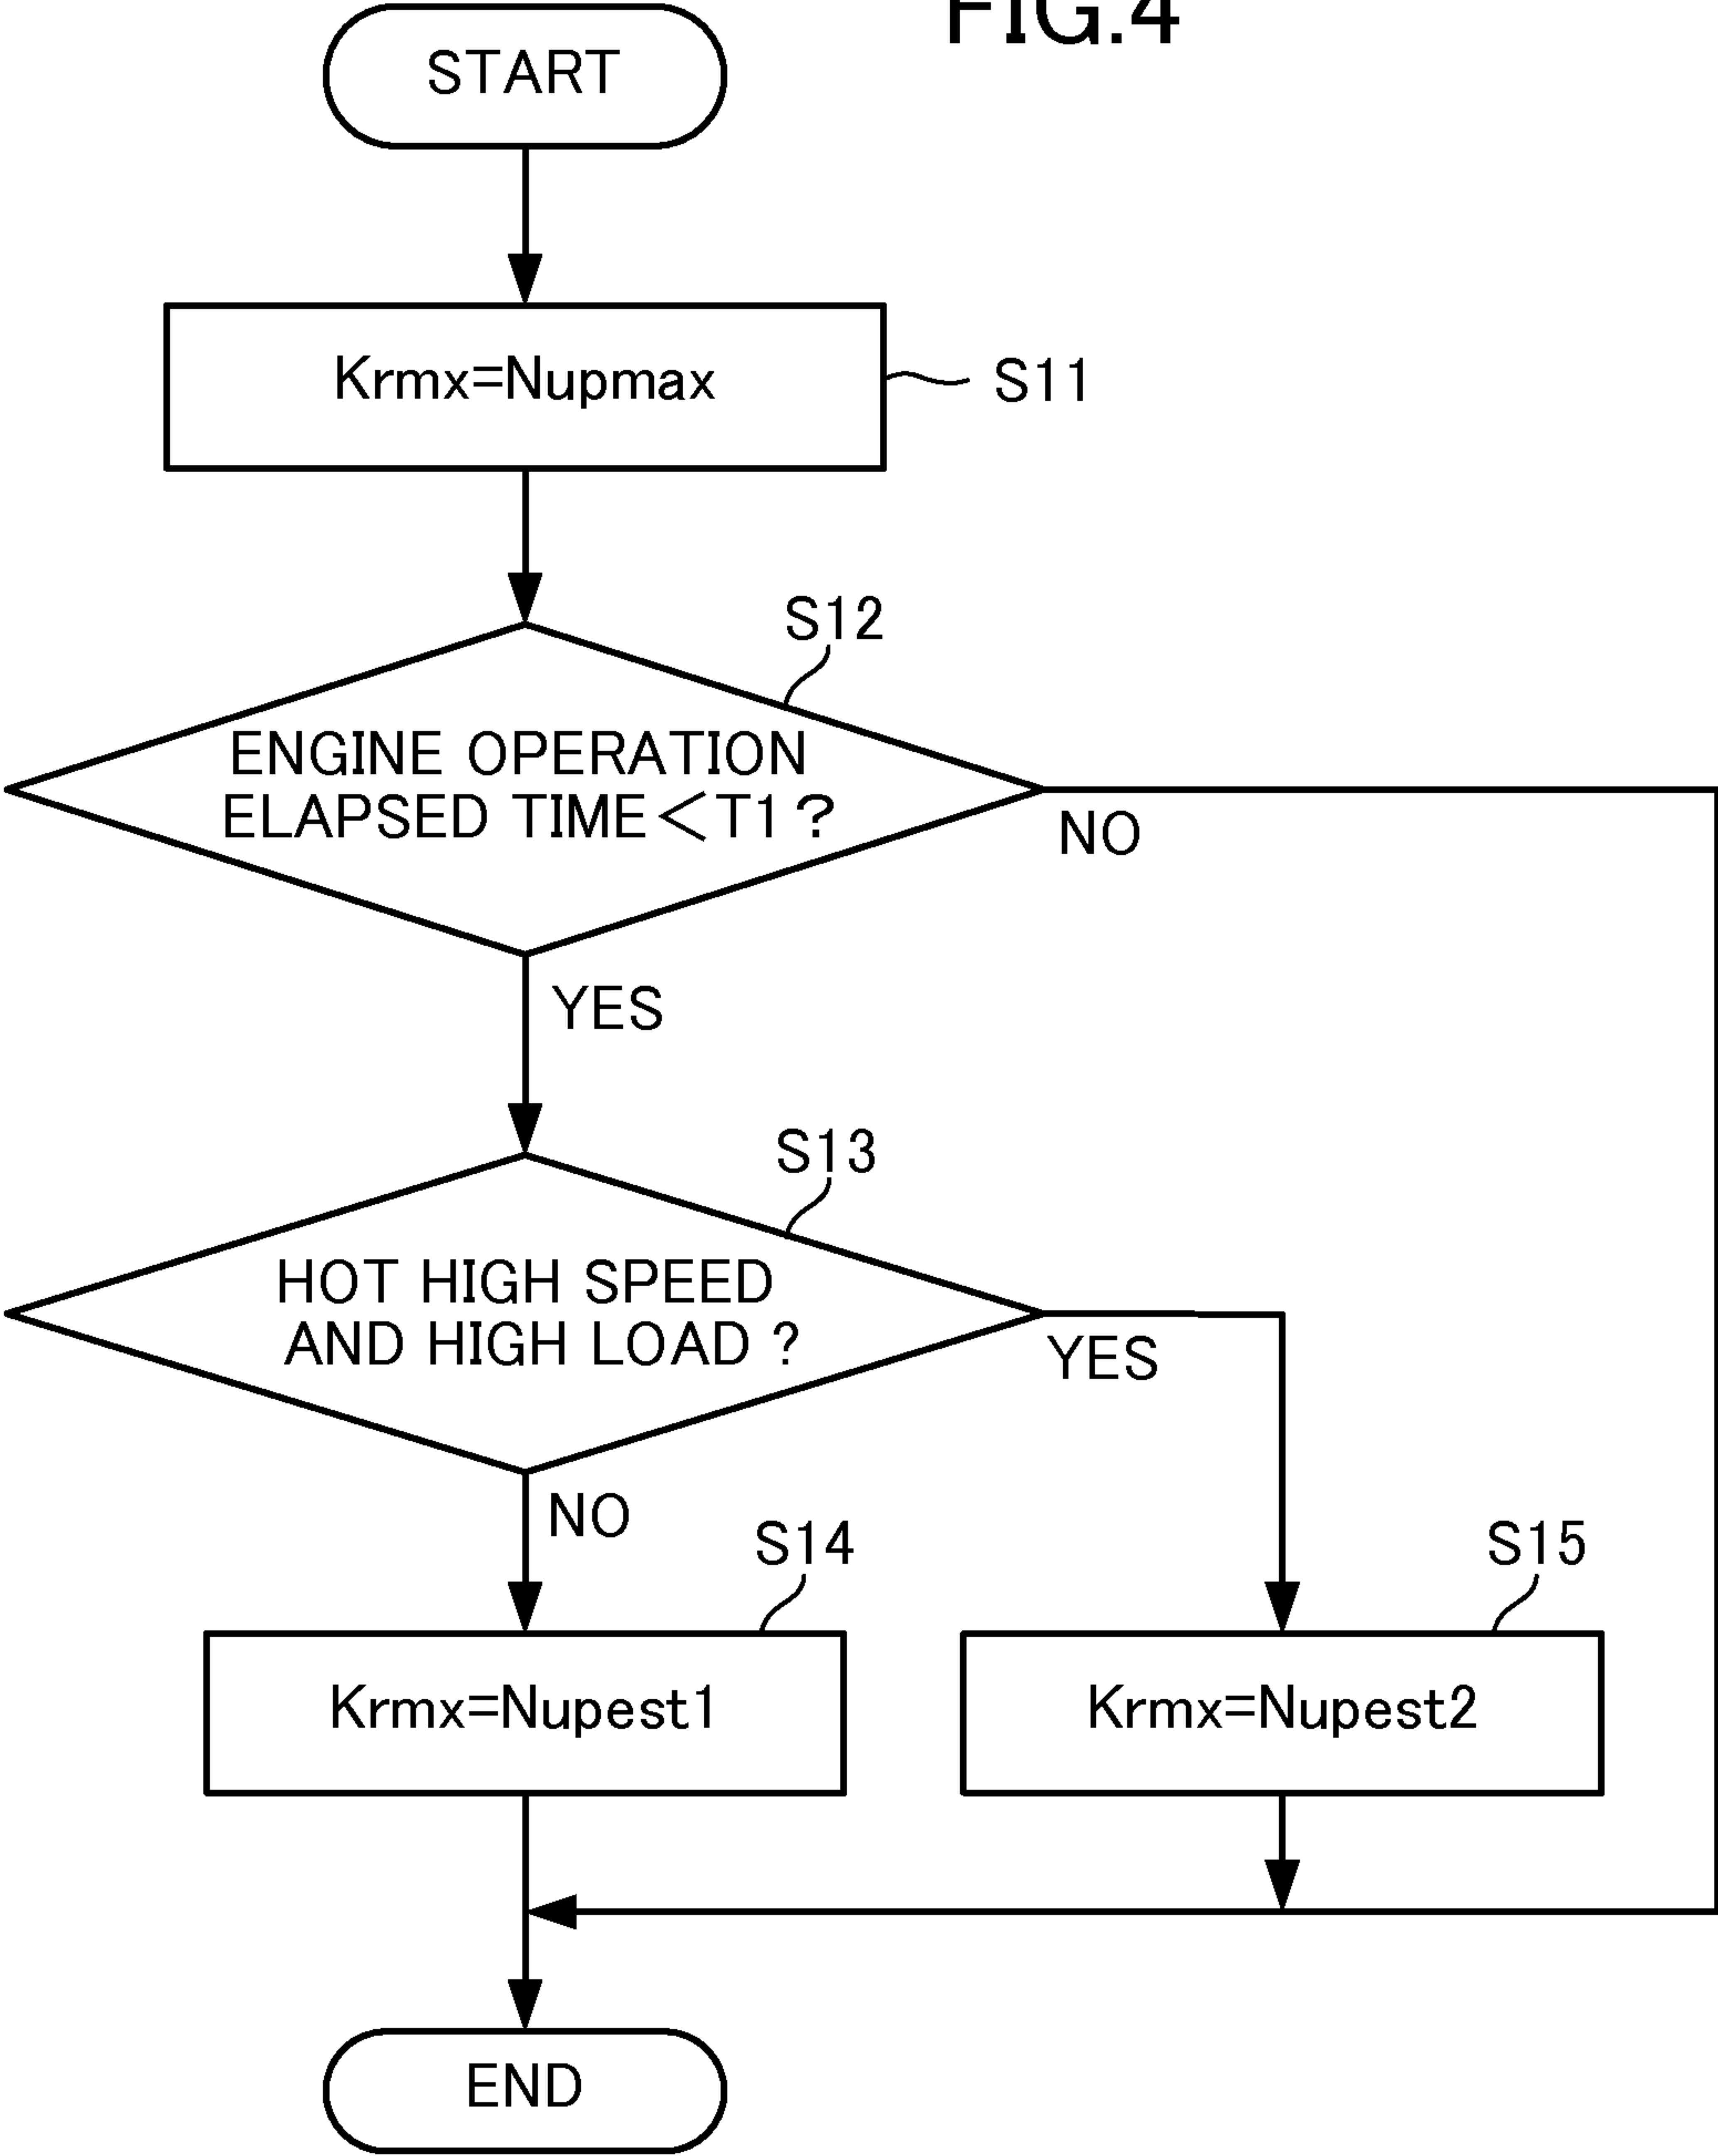 FIG.4
START
Krmx=Nupmax
S11
S12
ENGINE OPERATION
ELAPSED TIME<T1?
NO
YES
S13
HOT HIGH SPEED
AND HIGH LOAD?
YES
NO
S14
S15
Krmx=Nupest1
Krmx=Nupest2
END